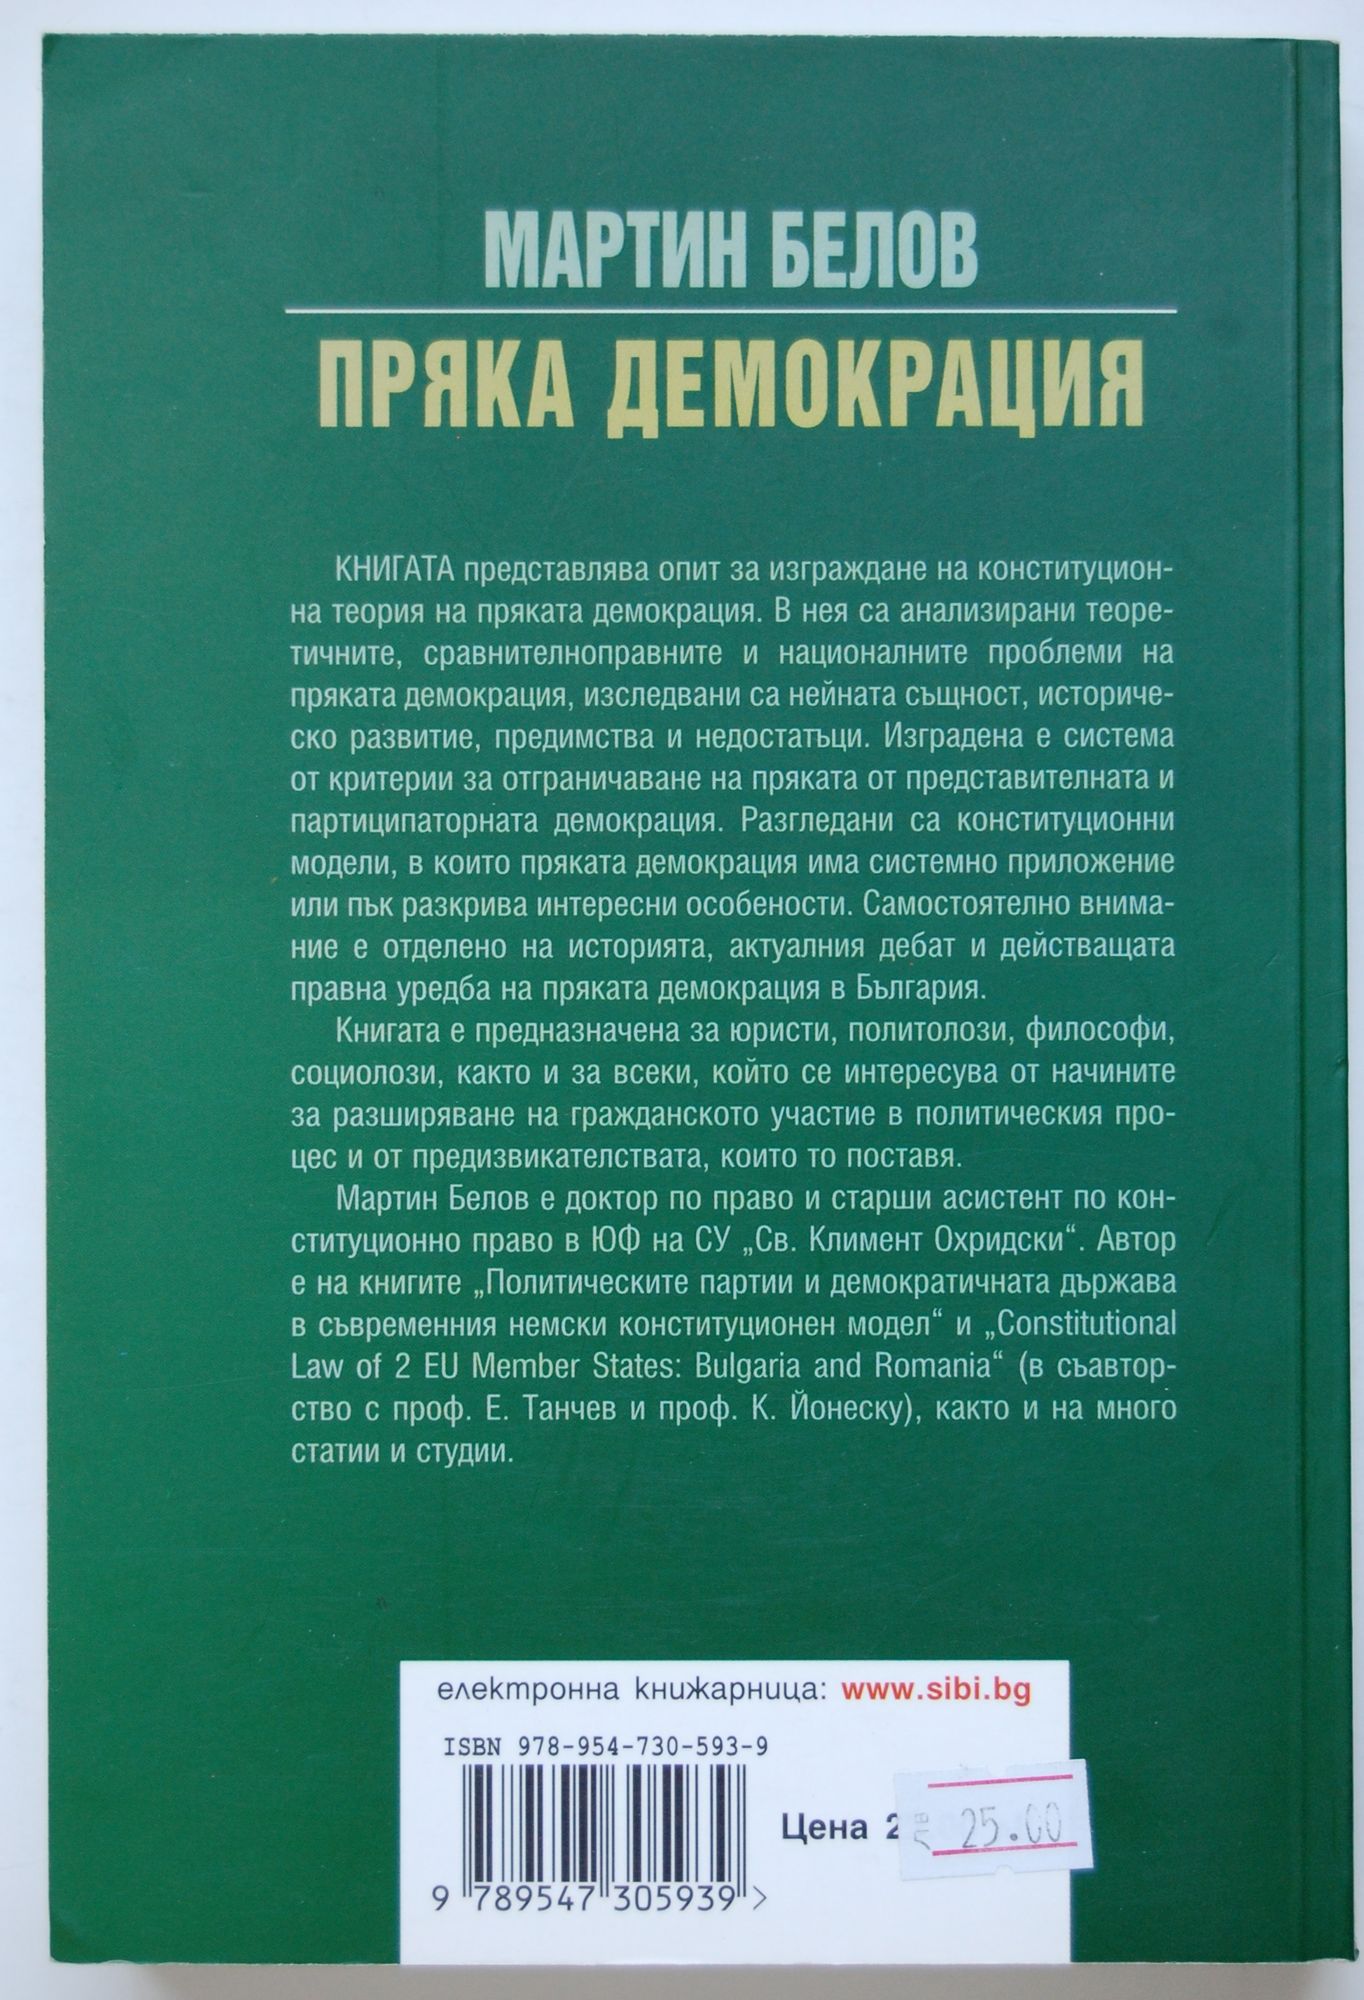 МАРТИН БЕЛОВ
ПРЯКА ДЕМОКРАЦИЯ
КНИГАТА представлява опит за изграждане на конституцион-
на теория на пряката демокрация. В нея са анализирани теоре-
тичните, сравнителноправните и националните проблеми на
пряката демокрация, изследвани са нейната същност, историче-
ско развитие, предимства и недостатъци. Изградена е система
от критерии за отграничаване на пряката от представителната и
партиципаторната демокрация. Разгледани са конституционни
модели, в които пряката демокрация има системно приложение
или пък разкрива интересни особености. Самостоятелно внима-
ние е отделено на историята, актуалния дебат и действащата
правна уредба на пряката демокрация в България.
Книгата е предназначена за юристи, политолози, философи,
социолози, както и за всеки, който се интересува от начините
за разширяване на гражданското участие в политическия про-
цес и от предизвикателствата, които то поставя.
Мартин Белов е доктор по право и старши асистент по кон-
ституционно право в ЮФ на СУ „Св. Климент Охридски“. Автор
е на книгите „Политическите партии и демократичната държава
в съвременния немски конституционен модел“ и „Constitutional
Law of 2 EU Member States: Bulgaria and Romania“ (в съавтор-
ство с проф. Е. Танчев и проф. К. Йонеску), както и на много
статии и студии.
електронна книжарница: www.sibi.bg
ISBN 978-954-730-593-9
Цена 2
лв 25.00
9 789547 305939 >